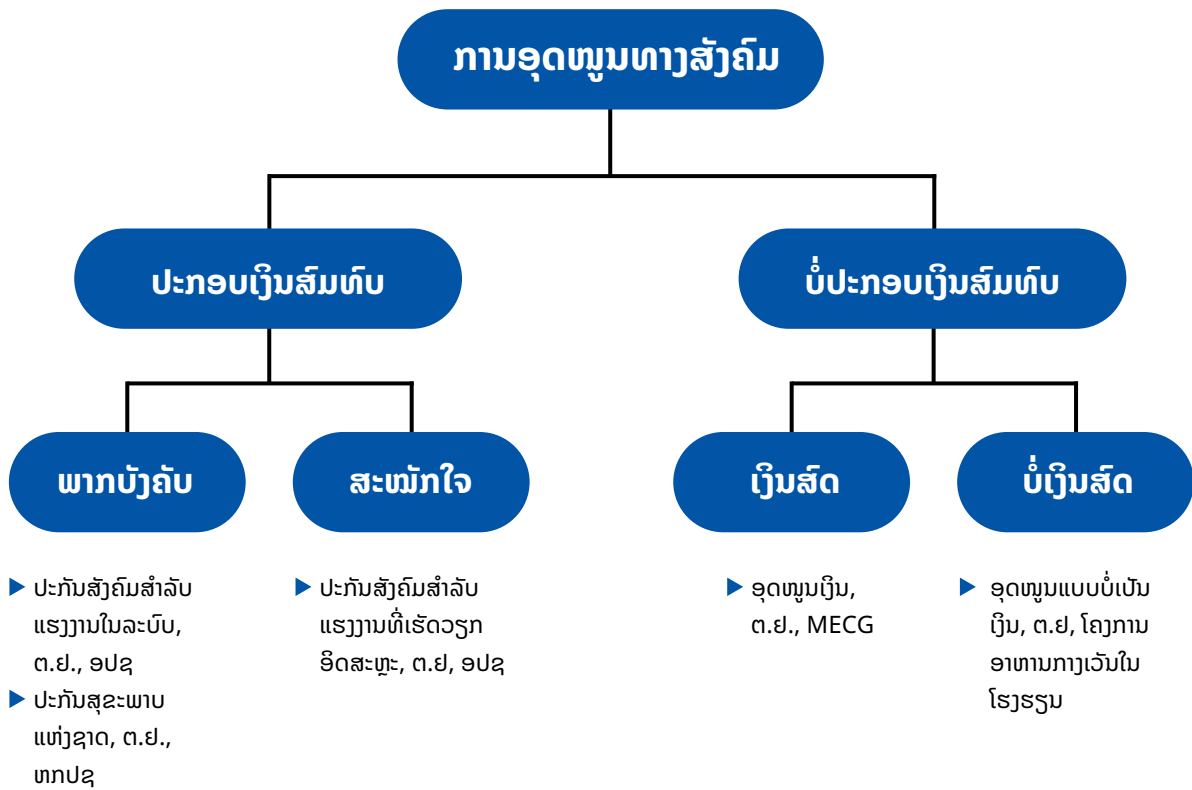 ການອຸດໜູນທາງສັງຄົມ
ປະກອບເງິນສົມທົບ
ບໍ່ປະກອບເງິນສົມທົບ
ພາກບັງຄັບ
ສະໝັກໃຈ
ເງິນສົດ
ບໍ່ເງິນສົດ
ປະກັນສັງຄົມສຳລັບ
ແຮງງານໃນລະບົບ,
ຕ.ຢ., ອປຊ
ປະກັນສຸຂະພາບ
ແຫ່ງຊາດ, ຕ.ຢ.,
ຫກປຊ
ປະກັນສັງຄົມສຳລັບ
ແຮງງານທີ່ເຮັດວຽກ
ອິດສະຫຼະ, ຕ.ຢ, ອປຊ
ອຸດໜູນເງິນ,
ຕ.ຢ., MECG
ອຸດໜູນແບບບໍ່ເປັນ
ເງິນ, ຕ.ຢ, ໂຄງການ
ອາຫານກາງເວັນໃນ
ໂຮງຮຽນ